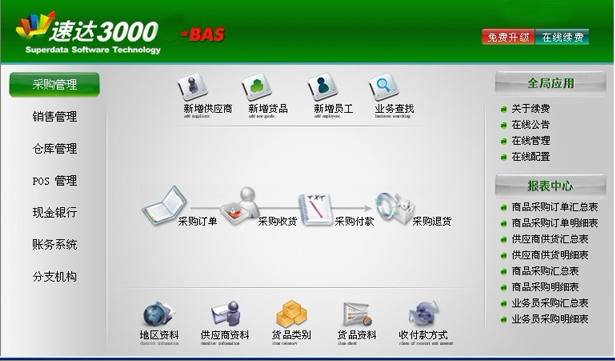 速达3000 -BAS
Superdata Software Technology
免费升级 在线续费
采购管理
销售管理
仓库管理
POS 管理
现金银行
账务系统
分支机构
新增供应商 新增货品 新增员工 业务查找
add suppliers add new goods add employees business searching
采购订单 采购收货 TXT 采购付款 采购退货
地区资料 供应商资料 货品类别 货品资料 收付款方式
全局应用
关于续费
在线公告
在线管理
在线配置
报表中心
商品采购订单汇总表
商品采购订单明细表
供应商供货汇总表
供应商供货明细表
商品采购汇总表
商品采购明细表
业务员采购汇总表
业务员采购明细表